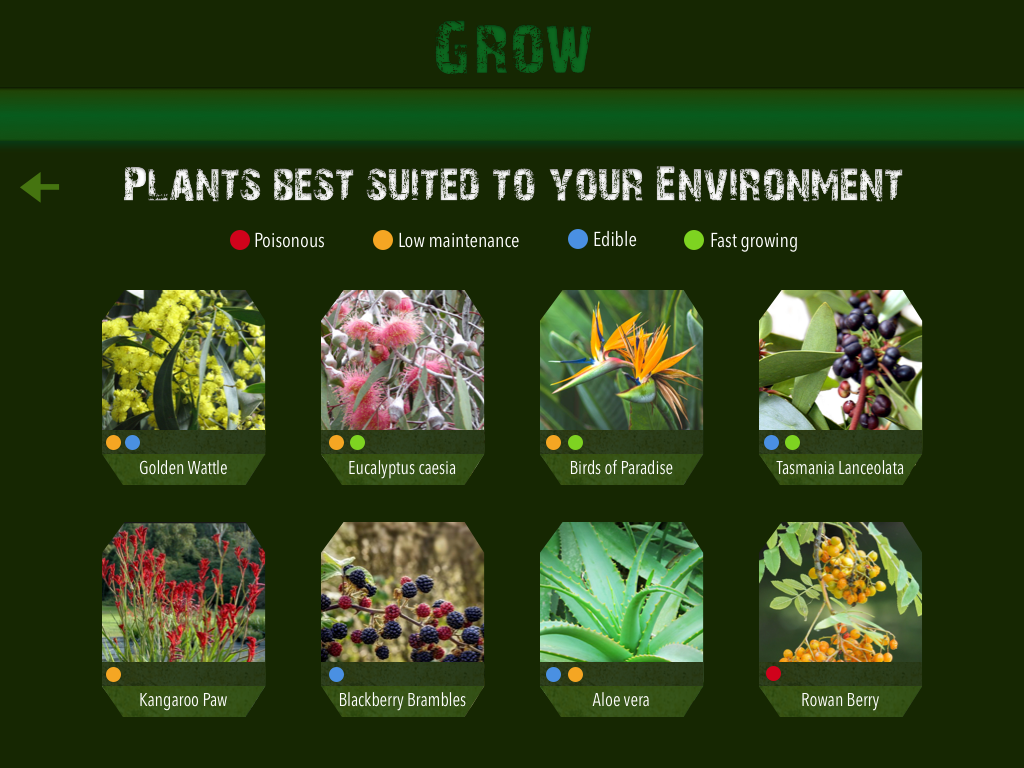 Grow
Plants best suited to your Environment
Poisonous Low maintenance Edible Fast growing
Golden Wattle Eucalyptus caesia Birds of Paradise Tasmania Lanceolata
Kangaroo Paw Blackberry Brambles Aloe vera Rowan Berry